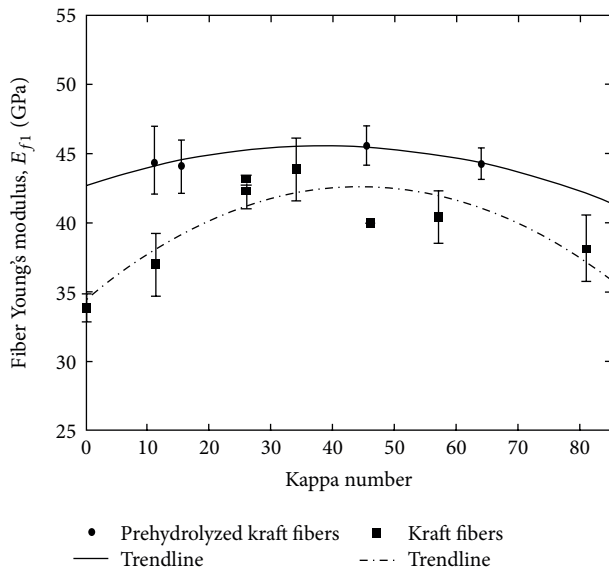 55
50
45
40
35
30
25
Fiber Young's modulus, E_f1 (GPa)
0 10 20 30 40 50 60 70 80
Kappa number
Prehydrolyzed kraft fibers
Trendline
Kraft fibers
Trendline